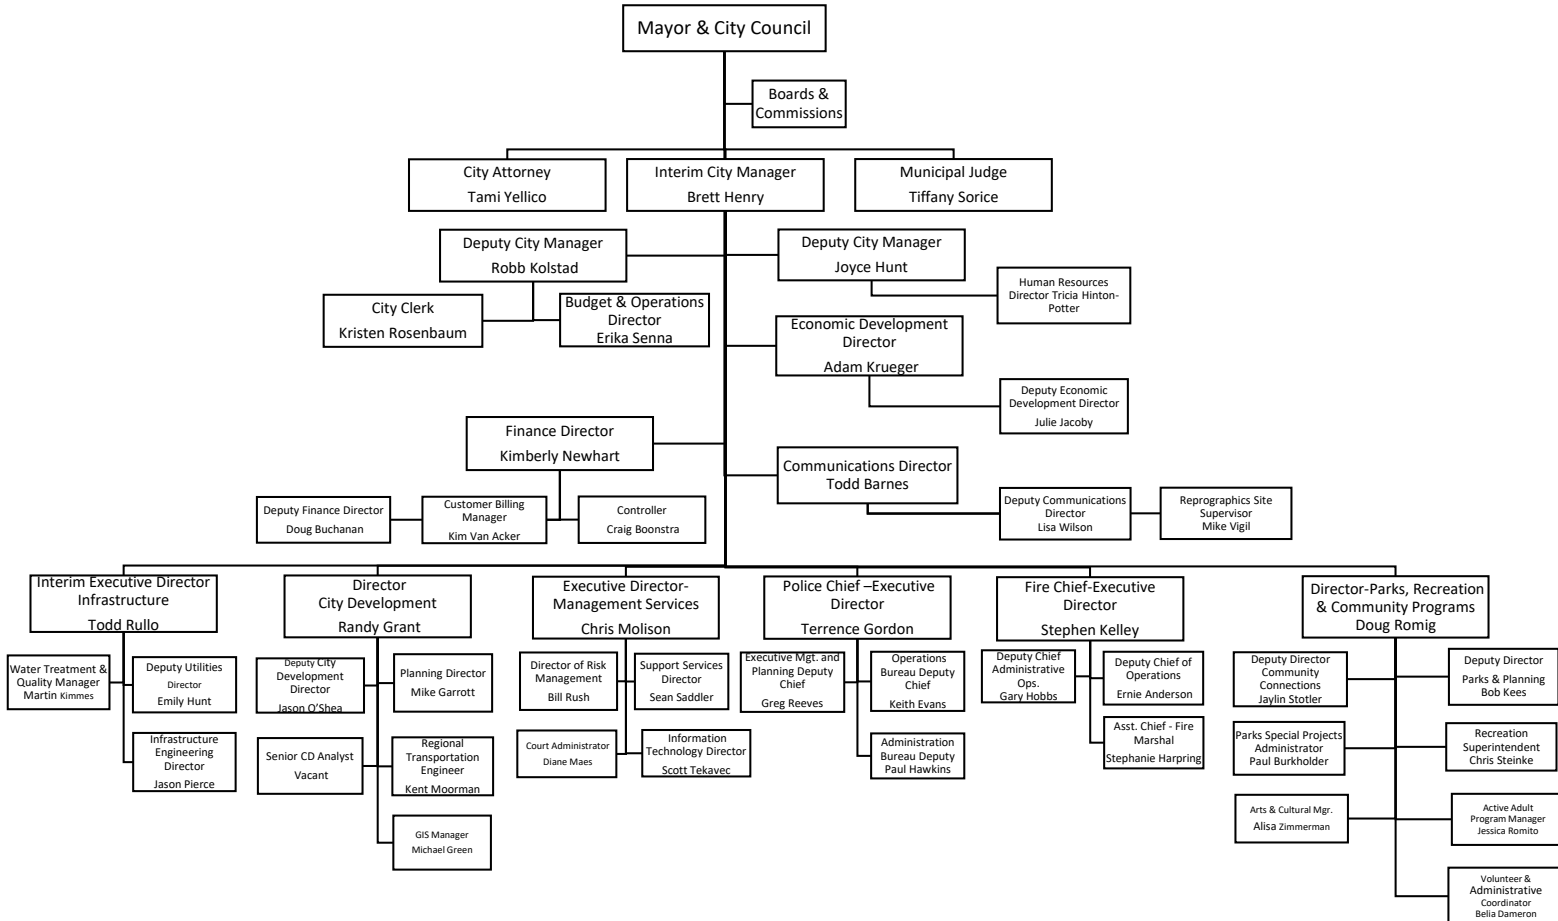 Mayor & City Council
Boards &
Commissions
City Attorney
Tami Yellico
Interim City Manager
Brett Henry
Municipal Judge
Tiffany Sorice
Deputy City Manager
Robb Kolstad
Deputy City Manager
Joyce Hunt
Human Resources
Director Tricia Hinton-
Potter
City Clerk
Kristen Rosenbaum
Budget & Operations
Director
Erika Senna
Economic Development
Director
Adam Krueger
Deputy Economic
Development Director
Julie Jacoby
Finance Director
Kimberly Newhart
Communications Director
Todd Barnes
Deputy Finance Director
Doug Buchanan
Customer Billing
Manager
Kim Van Acker
Controller
Craig Boonstra
Deputy Communications
Director
Lisa Wilson
Reprographics Site
Supervisor
Mike Vigil
Interim Executive Director
Infrastructure
Todd Rullo
Director
City Development
Randy Grant
Executive Director-
Management Services
Chris Molison
Police Chief –Executive
Director
Terrence Gordon
Fire Chief-Executive
Director
Stephen Kelley
Director-Parks, Recreation
& Community Programs
Doug Romig
Water Treatment &
Quality Manager
Martin Kimmes
Deputy Utilities
Director
Emily Hunt
Deputy City
Development
Director
Jason O’Shea
Planning Director
Mike Garrott
Director of Risk
Management
Bill Rush
Support Services
Director
Sean Saddler
Executive Mgt. and
Planning Deputy
Chief
Greg Reeves
Operations
Bureau Deputy
Chief
Keith Evans
Deputy Chief
Administrative
Ops.
Gary Hobbs
Deputy Chief of
Operations
Ernie Anderson
Deputy Director
Community
Connections
Jaylin Stotler
Deputy Director
Parks & Planning
Bob Kees
Infrastructure
Engineering
Director
Jason Pierce
Senior CD Analyst
Vacant
Regional
Transportation
Engineer
Kent Moorman
Court Administrator
Diane Maes
Information
Technology Director
Scott Tekavec
Administration
Bureau Deputy
Paul Hawkins
Asst. Chief - Fire
Marshal
Stephanie Harpring
Parks Special Projects
Administrator
Paul Burkholder
Recreation
Superintendent
Chris Steinke
GIS Manager
Michael Green
Arts & Cultural Mgr.
Alisa Zimmerman
Active Adult
Program Manager
Jessica Romito
Volunteer &
Administrative
Coordinator
Belia Dameron